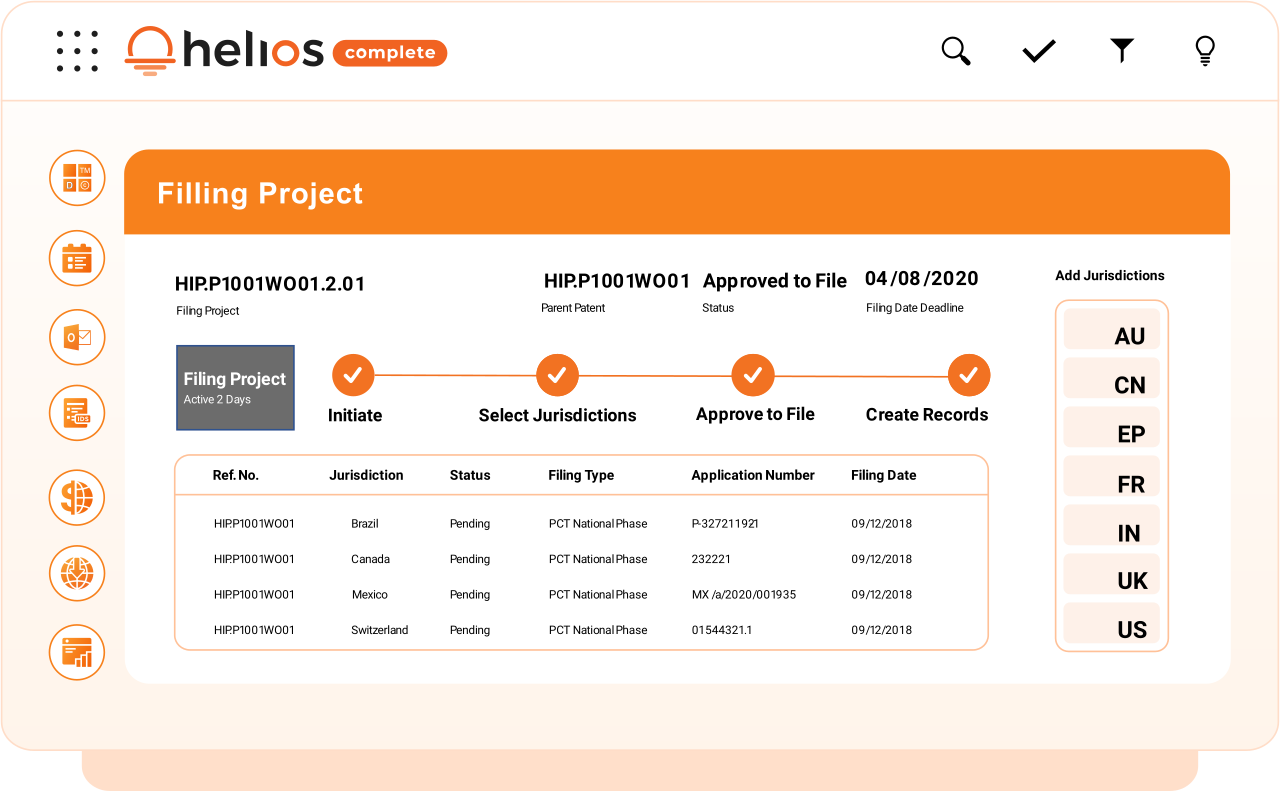 helios complete
TM
D ©
O
IDS
$
Filling Project
HIP.P1001WO01.2.01 HIP.P1001WO01 Approved to File 04/08/2020
Filing Project Parent Patent Status Filing Date Deadline
Add Jurisdictions
Filing Project
Active 2 Days
Initiate Select Jurisdictions Approve to File Create Records
Ref. No. Jurisdiction Status Filing Type Application Number Filing Date
HIP.P1001WO01 Brazil Pending PCT National Phase P-327211921 09/12/2018
HIP.P1001WO01 Canada Pending PCT National Phase 232221 09/12/2018
HIP.P1001WO01 Mexico Pending PCT National Phase MX /a/2020/001935 09/12/2018
HIP.P1001WO01 Switzerland Pending PCT National Phase 01544321.1 09/12/2018
AU
CN
EP
FR
IN
UK
US